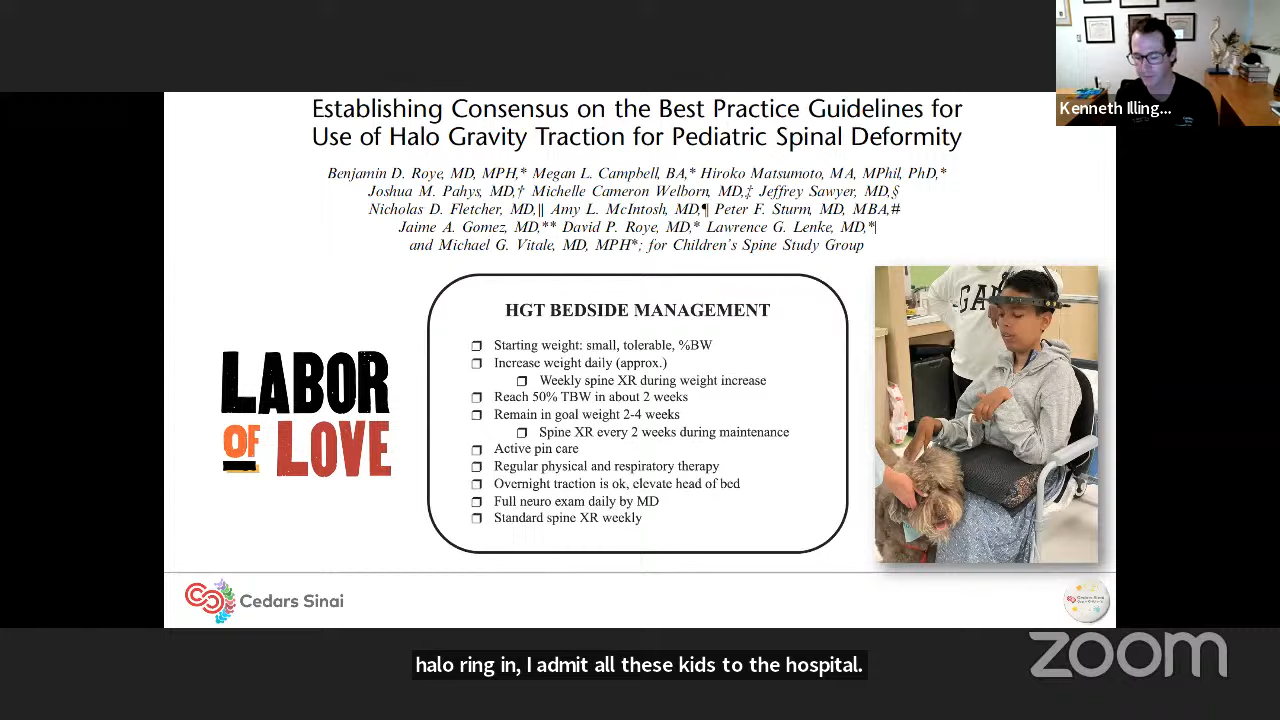 Kenneth Illing...
Establishing Consensus on the Best Practice Guidelines for
Use of Halo Gravity Traction for Pediatric Spinal Deformity
Benjamin D. Roye, MD, MPH,* Megan L. Campbell, BA,* Hiroko Matsumoto, MA, MPhil, PhD,*
Joshua M. Pahys, MD,† Michelle Cameron Welborn, MD,‡ Jeffrey Sawyer, MD,§
Nicholas D. Fletcher, MD,∥ Amy L. McIntosh, MD,¶ Peter F. Sturm, MD, MBA,#
Jaime A. Gomez, MD,** David P. Roye, MD,* Lawrence G. Lenke, MD,*|
and Michael G. Vitale, MD, MPH*; for Children's Spine Study Group
HGT BEDSIDE MANAGEMENT
Starting weight: small, tolerable, %BW
Increase weight daily (approx.)
Weekly spine XR during weight increase
Reach 50% TBW in about 2 weeks
Remain in goal weight 2-4 weeks
Spine XR every 2 weeks during maintenance
Active pin care
Regular physical and respiratory therapy
Overnight traction is ok, elevate head of bed
Full neuro exam daily by MD
Standard spine XR weekly
LABOR
OF LOVE
GAP
Cedars Sinai
zoom
halo ring in, I admit all these kids to the hospital.